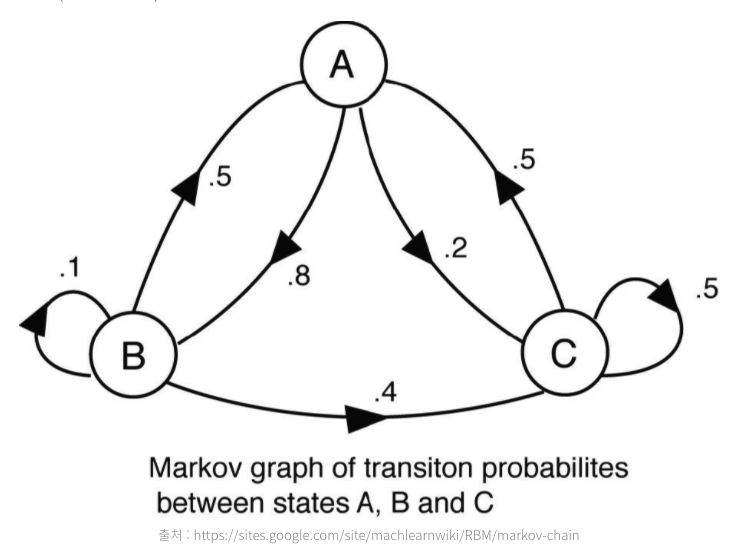 A
.5
.5
.8
.2
.1
.5
B
C
.4
Markov graph of transiton probabilites
between states A, B and C
출처 : https://sites.google.com/site/machlearnwiki/RBM/markov-chain